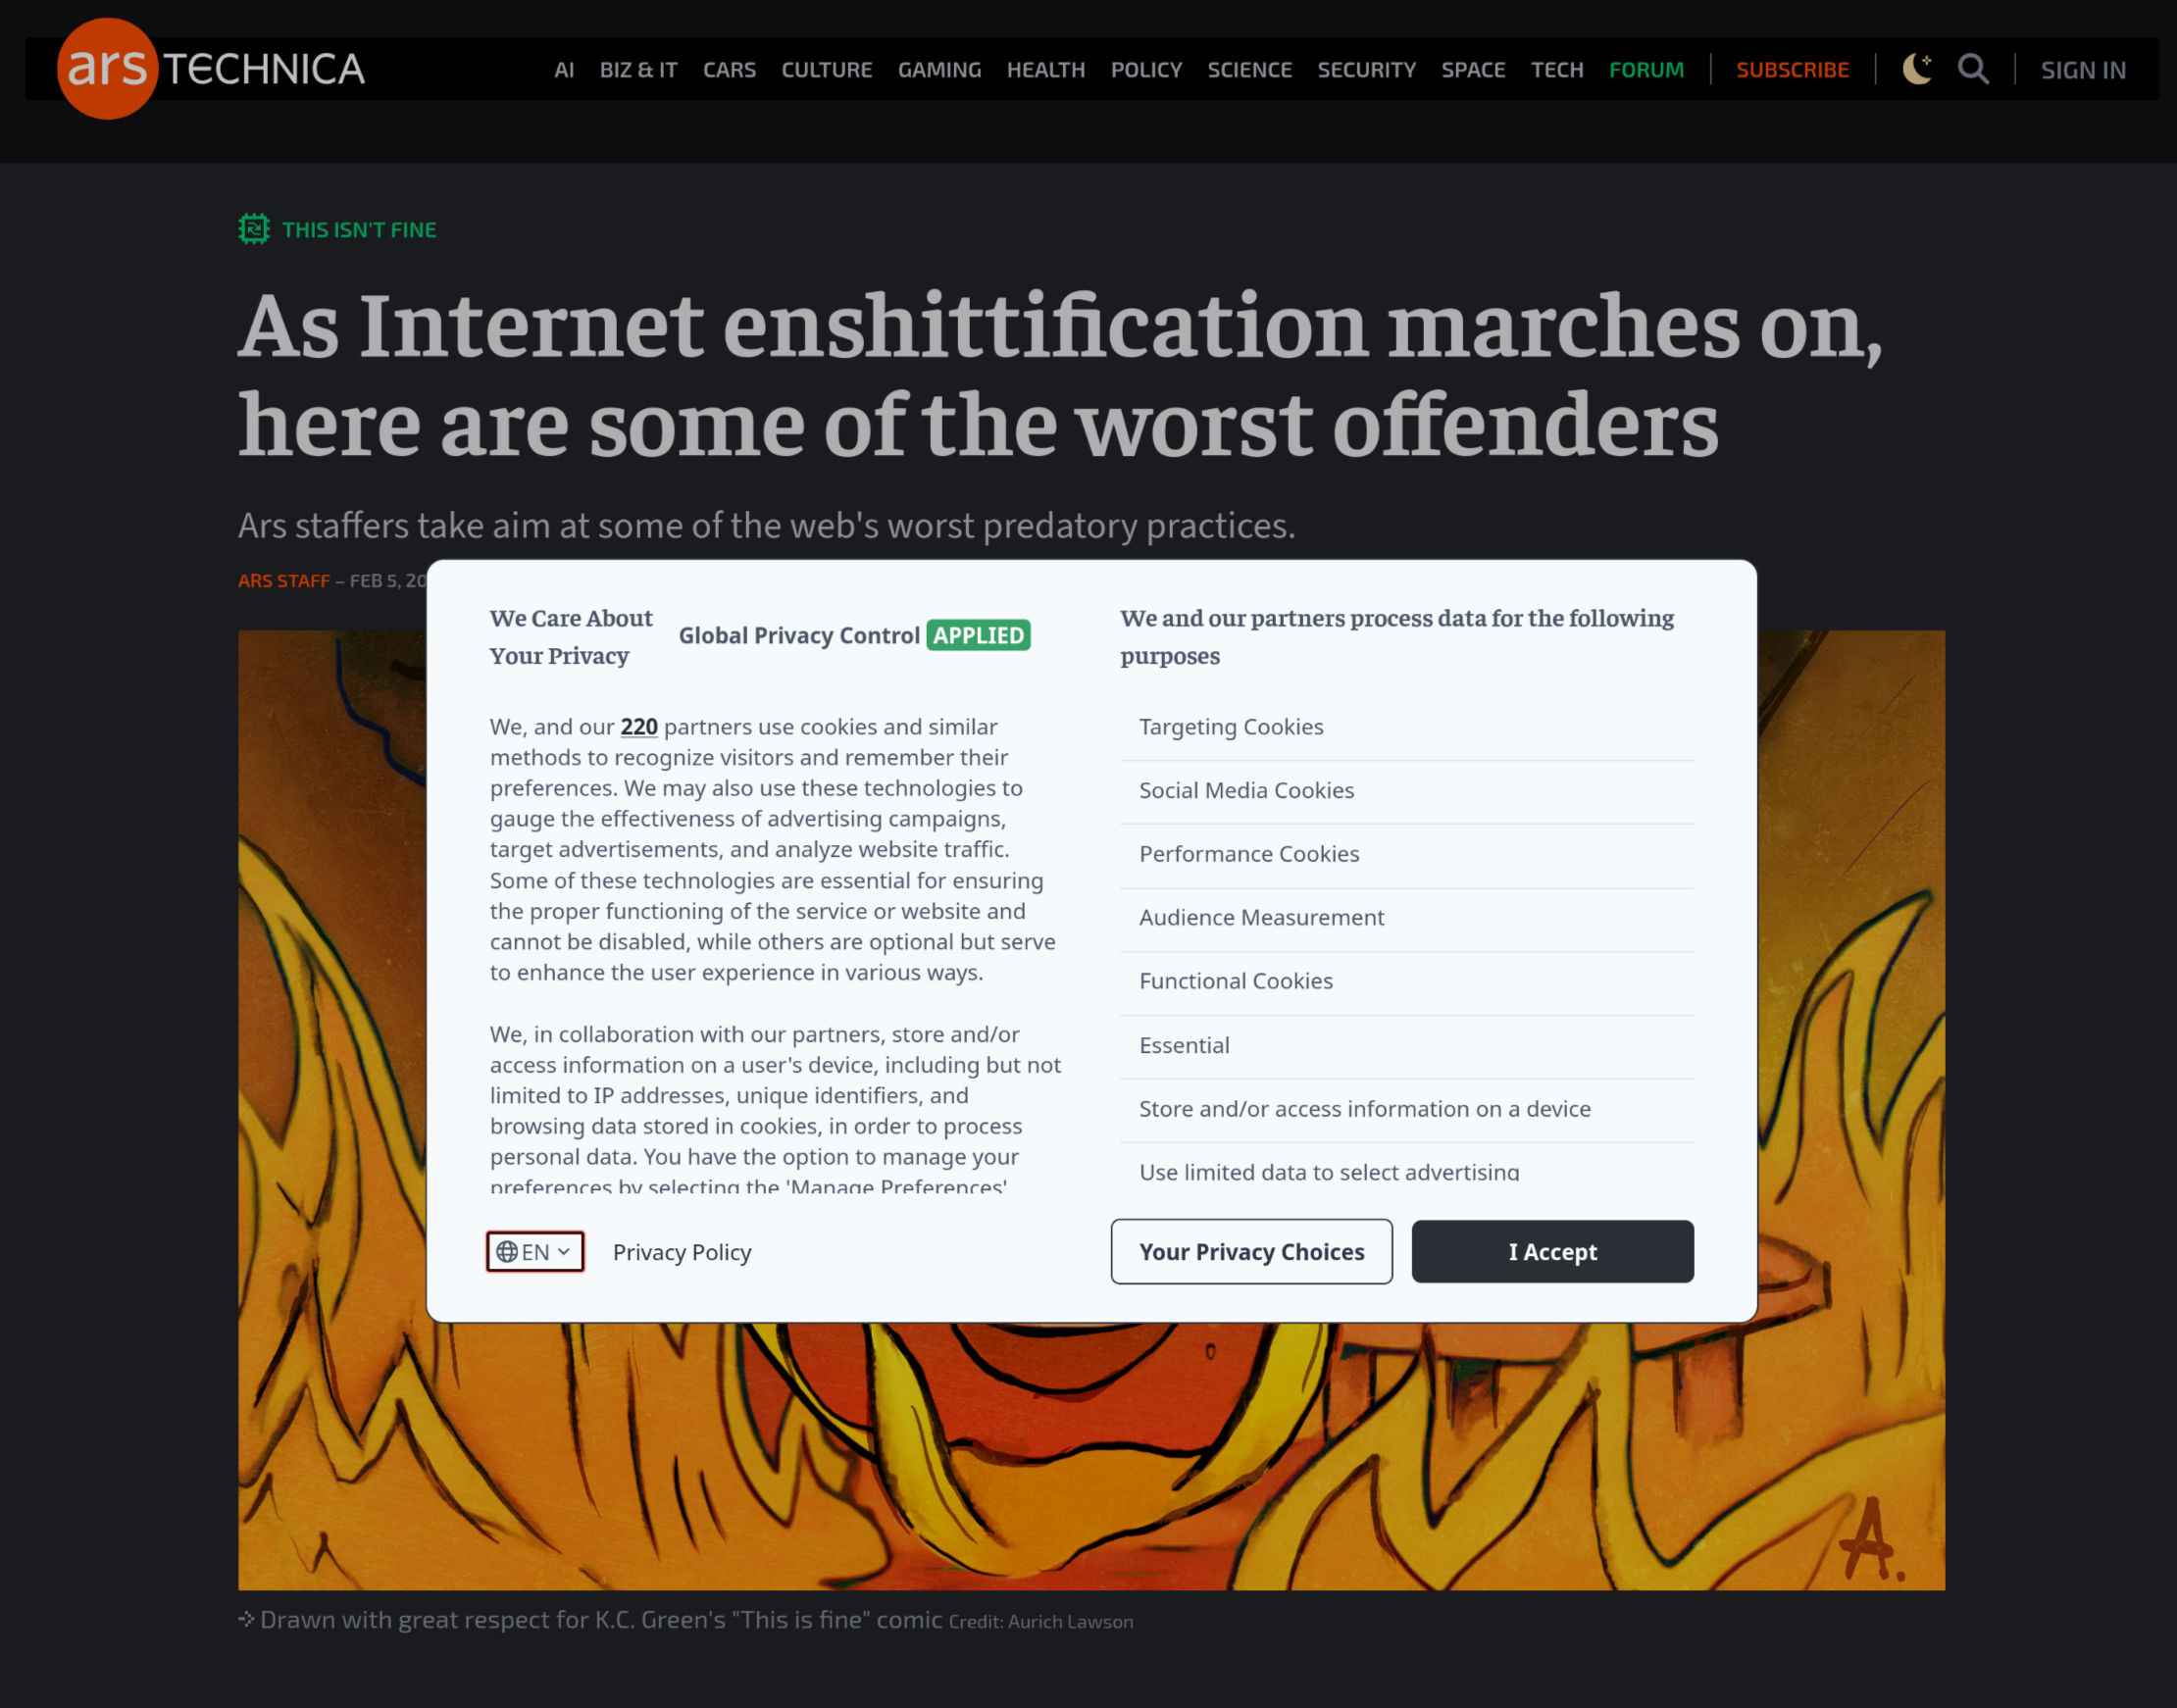 ars TECHNICA
AI BIZ & IT CARS CULTURE GAMING HEALTH POLICY SCIENCE SECURITY SPACE TECH FORUM SUBSCRIBE SIGN IN
THIS ISN'T FINE
As Internet enshittification marches on,
here are some of the worst offenders
Ars staffers take aim at some of the web's worst predatory practices.
ARS STAFF – FEB 5, 20
We Care About
Your Privacy
Global Privacy Control APPLIED
We, and our 220 partners use cookies and similar
methods to recognize visitors and remember their
preferences. We may also use these technologies to
gauge the effectiveness of advertising campaigns,
target advertisements, and analyze website traffic.
Some of these technologies are essential for ensuring
the proper functioning of the service or website and
cannot be disabled, while others are optional but serve
to enhance the user experience in various ways.
We, in collaboration with our partners, store and/or
access information on a user's device, including but not
limited to IP addresses, unique identifiers, and
browsing data stored in cookies, in order to process
personal data. You have the option to manage your
preferences by selecting the 'Manage Preferences'
We and our partners process data for the following
purposes
Targeting Cookies
Social Media Cookies
Performance Cookies
Audience Measurement
Functional Cookies
Essential
Store and/or access information on a device
Use limited data to select advertising
EN
Privacy Policy
Your Privacy Choices
I Accept
A.
Drawn with great respect for K.C. Green's "This is fine" comic Credit: Aurich Lawson